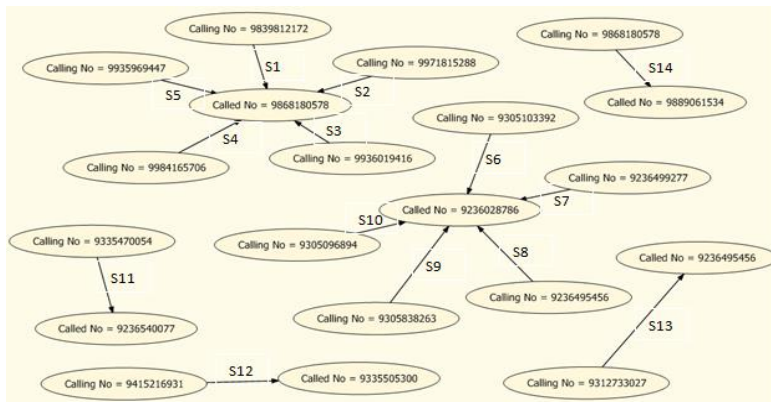 Calling No = 9839812172
Calling No = 9868180578
S1
S14
Calling No = 9935969447
Calling No = 9971815288
S5
S2
Called No = 9868180578
Called No = 9889061534
S4
S3
Calling No = 9305103392
Calling No = 9984165706
Calling No = 9936019416
S6
Calling No = 9236499277
S7
Called No = 9236028786
S10
Calling No = 9335470054
Calling No = 9305096894
S9
S8
Called No = 9236495456
S11
Calling No = 9236495456
Calling No = 9305838263
Called No = 9236540077
S13
S12
Calling No = 9415216931
Called No = 9335505300
Calling No = 9312733027